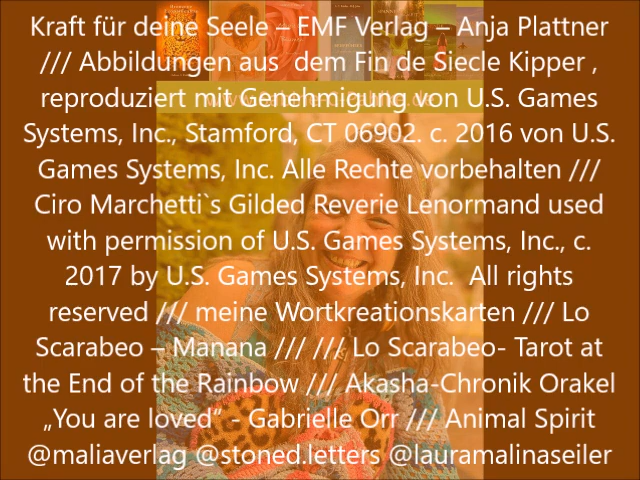 Kraft für deine Seele – EMF Verlag – Anja Plattner
/// Abbildungen aus dem Fin de Siecle Kipper ,
reproduziert mit Genehmigung von U.S. Games
Systems, Inc., Stamford, CT 06902. c. 2016 von U.S.
Games Systems, Inc. Alle Rechte vorbehalten ///
Ciro Marchetti`s Gilded Reverie Lenormand used
with permission of U.S. Games Systems, Inc., c.
2017 by U.S. Games Systems, Inc. All rights
reserved /// meine Wortkreationskarten /// Lo
Scarabeo – Manana /// /// Lo Scarabeo- Tarot at
the End of the Rainbow /// Akasha-Chronik Orakel
„You are loved“ - Gabrielle Orr /// Animal Spirit
@maliaverlag @stoned.letters @lauramalinaseiler